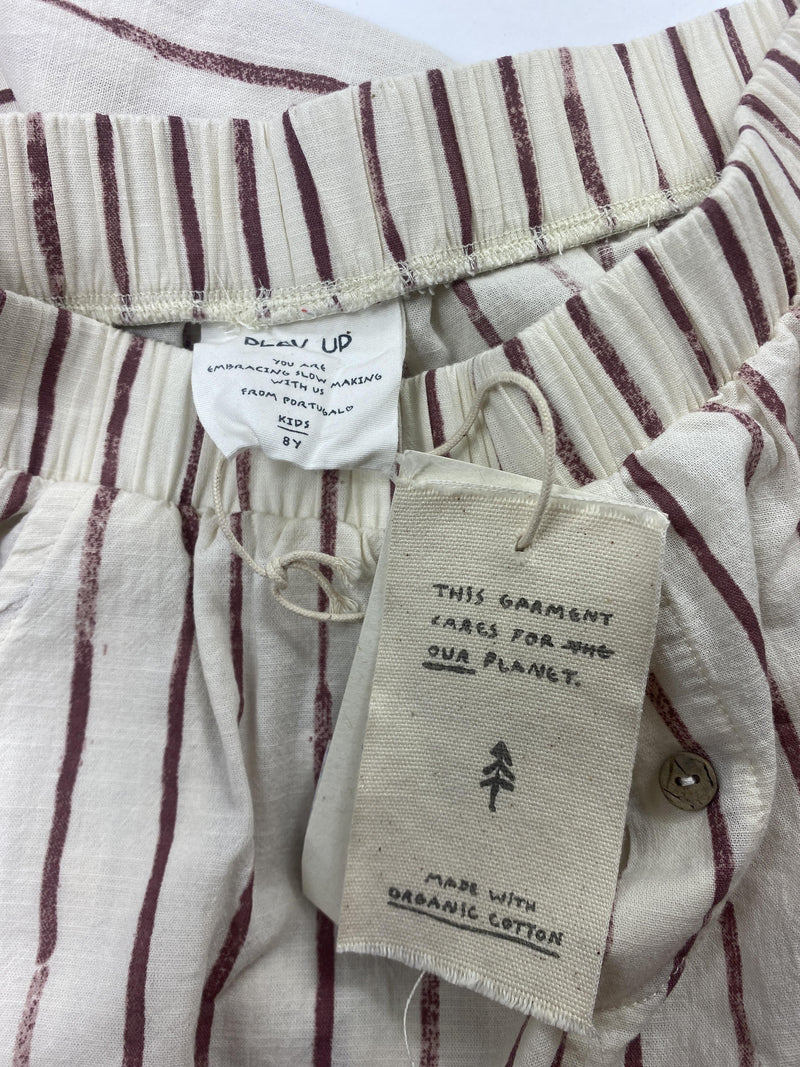 PLAY UP
YOU ARE
EMBRACING SLOW MAKING
WITH US
FROM PORTUGAL
KIDS
8Y
THIS GARMENT
CARES FOR THE
OUR PLANET.
MADE WITH
ORGANIC COTTON